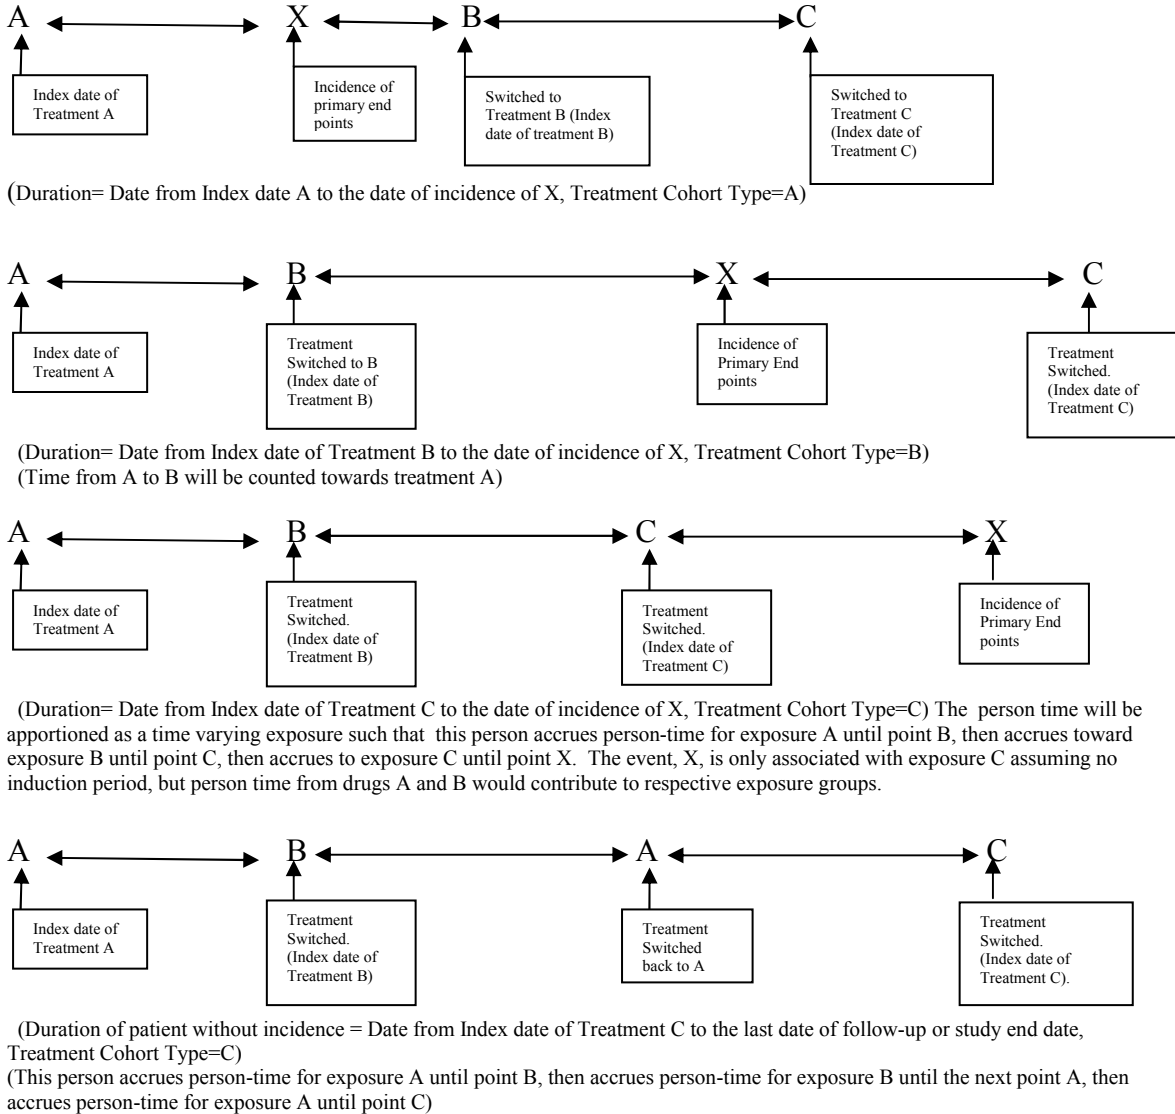 A X B C
Index date of
Treatment A
Incidence of
primary end
points
Switched to
Treatment B (Index
date of treatment B)
Switched to
Treatment C
(Index date of
Treatment C)
(Duration= Date from Index date A to the date of incidence of X, Treatment Cohort Type=A)
A B X C
Index date of
Treatment A
Treatment
Switched to B
(Index date of
Treatment B)
Incidence of
Primary End
points
Treatment
Switched.
(Index date of
Treatment C)
(Duration= Date from Index date of Treatment B to the date of incidence of X, Treatment Cohort Type=B)
(Time from A to B will be counted towards treatment A)
A B C X
Index date of
Treatment A
Treatment
Switched.
(Index date of
Treatment B)
Treatment
Switched.
(Index date of
Treatment C)
Incidence of
Primary End
points
(Duration= Date from Index date of Treatment C to the date of incidence of X, Treatment Cohort Type=C) The person time will be
apportioned as a time varying exposure such that this person accrues person-time for exposure A until point B, then accrues toward
exposure B until point C, then accrues to exposure C until point X. The event, X, is only associated with exposure C assuming no
induction period, but person time from drugs A and B would contribute to respective exposure groups.
A B A C
Index date of
Treatment A
Treatment
Switched.
(Index date of
Treatment B)
Treatment
Switched
back to A
Treatment
Switched.
(Index date of
Treatment C).
(Duration of patient without incidence = Date from Index date of Treatment C to the last date of follow-up or study end date,
Treatment Cohort Type=C)
(This person accrues person-time for exposure A until point B, then accrues person-time for exposure B until the next point A, then
accrues person-time for exposure A until point C)